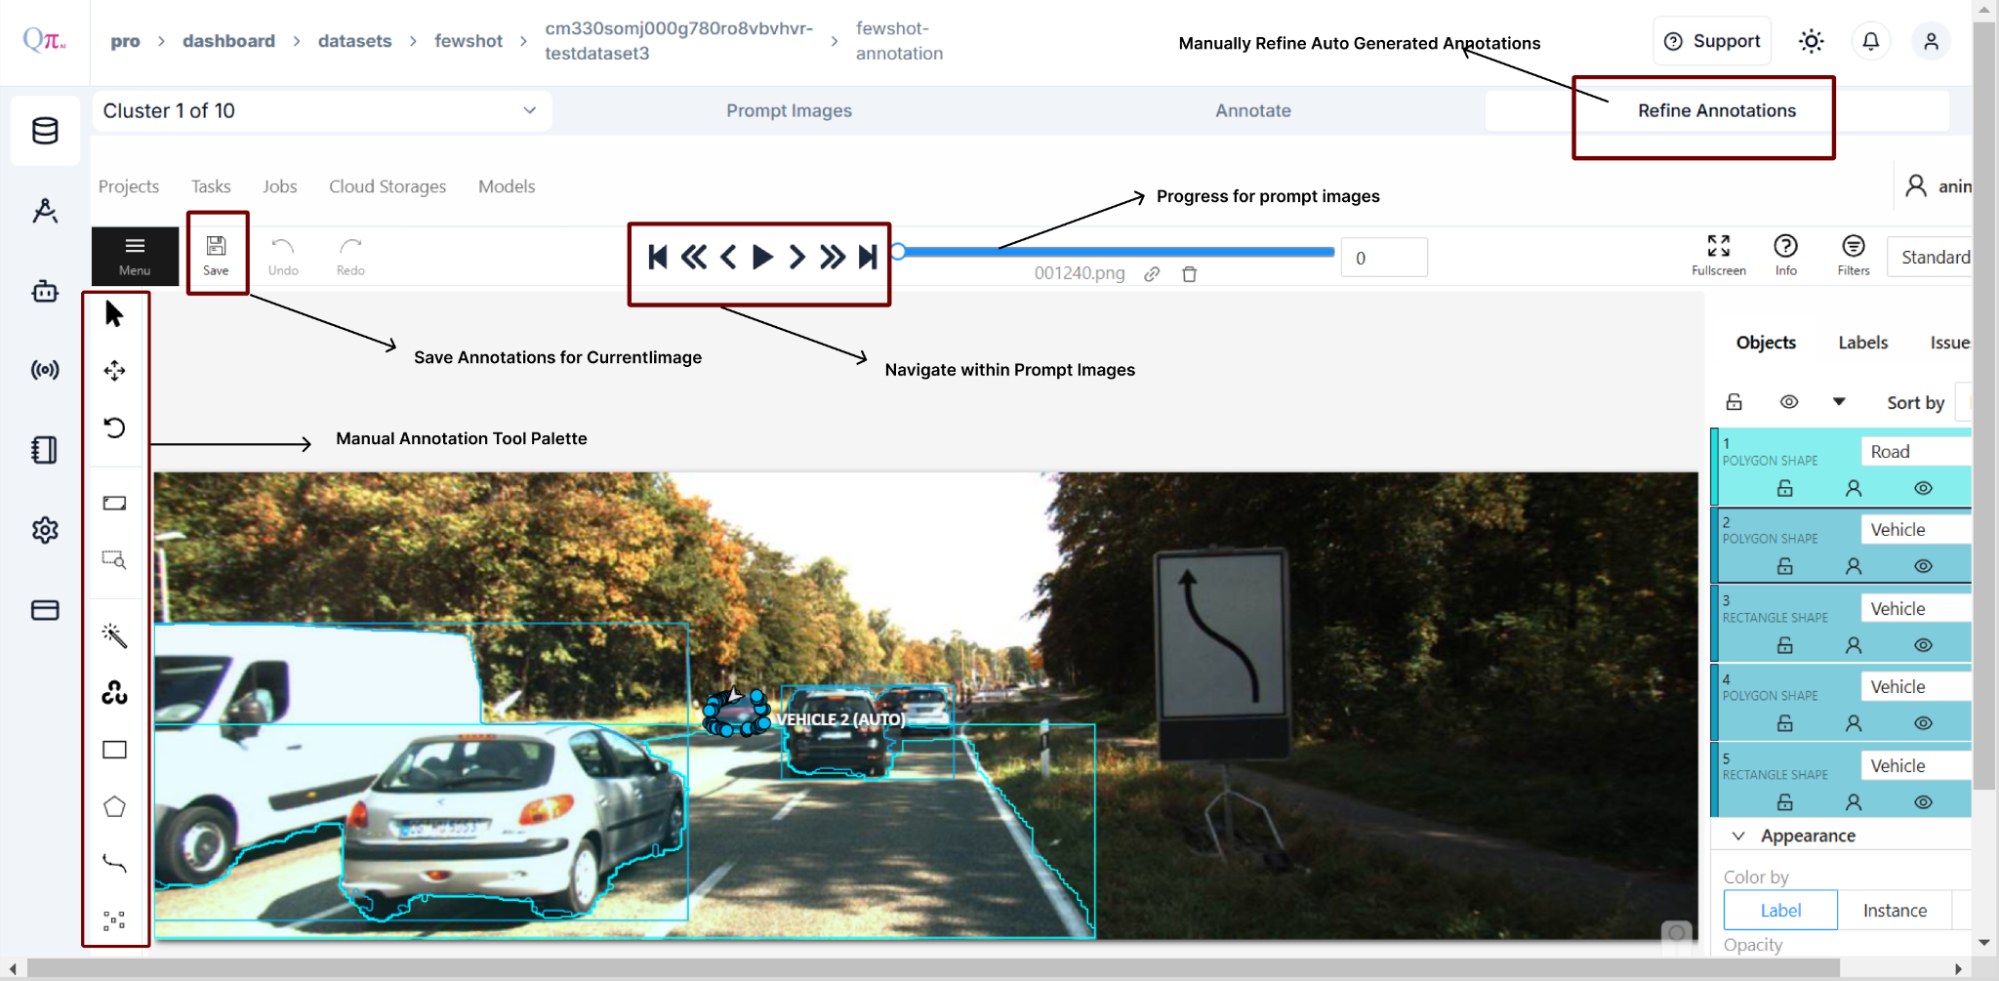 Qπ AI
pro > dashboard > datasets > fewshot > cm330somj000g780ro8vbvhvr-
testdataset3 > fewshot-
annotation
Manually Refine Auto Generated Annotations
Support
Cluster 1 of 10
Prompt Images
Annotate
Refine Annotations
Projects
Tasks
Jobs
Cloud Storages
Models
Progress for prompt images
anin
Menu
Save
Undo
Redo
001240.png
0
Fullscreen
Info
Filters
Standard
Save Annotations for CurrentIimage
Navigate within Prompt Images
Manual Annotation Tool Palette
Objects
Labels
Issue
Sort by
1
POLYGON SHAPE
Road
2
POLYGON SHAPE
Vehicle
3
RECTANGLE SHAPE
Vehicle
4
POLYGON SHAPE
Vehicle
5
RECTANGLE SHAPE
Vehicle
VEHICLE 2 (AUTO)
Appearance
Color by
Label
Instance
Opacity